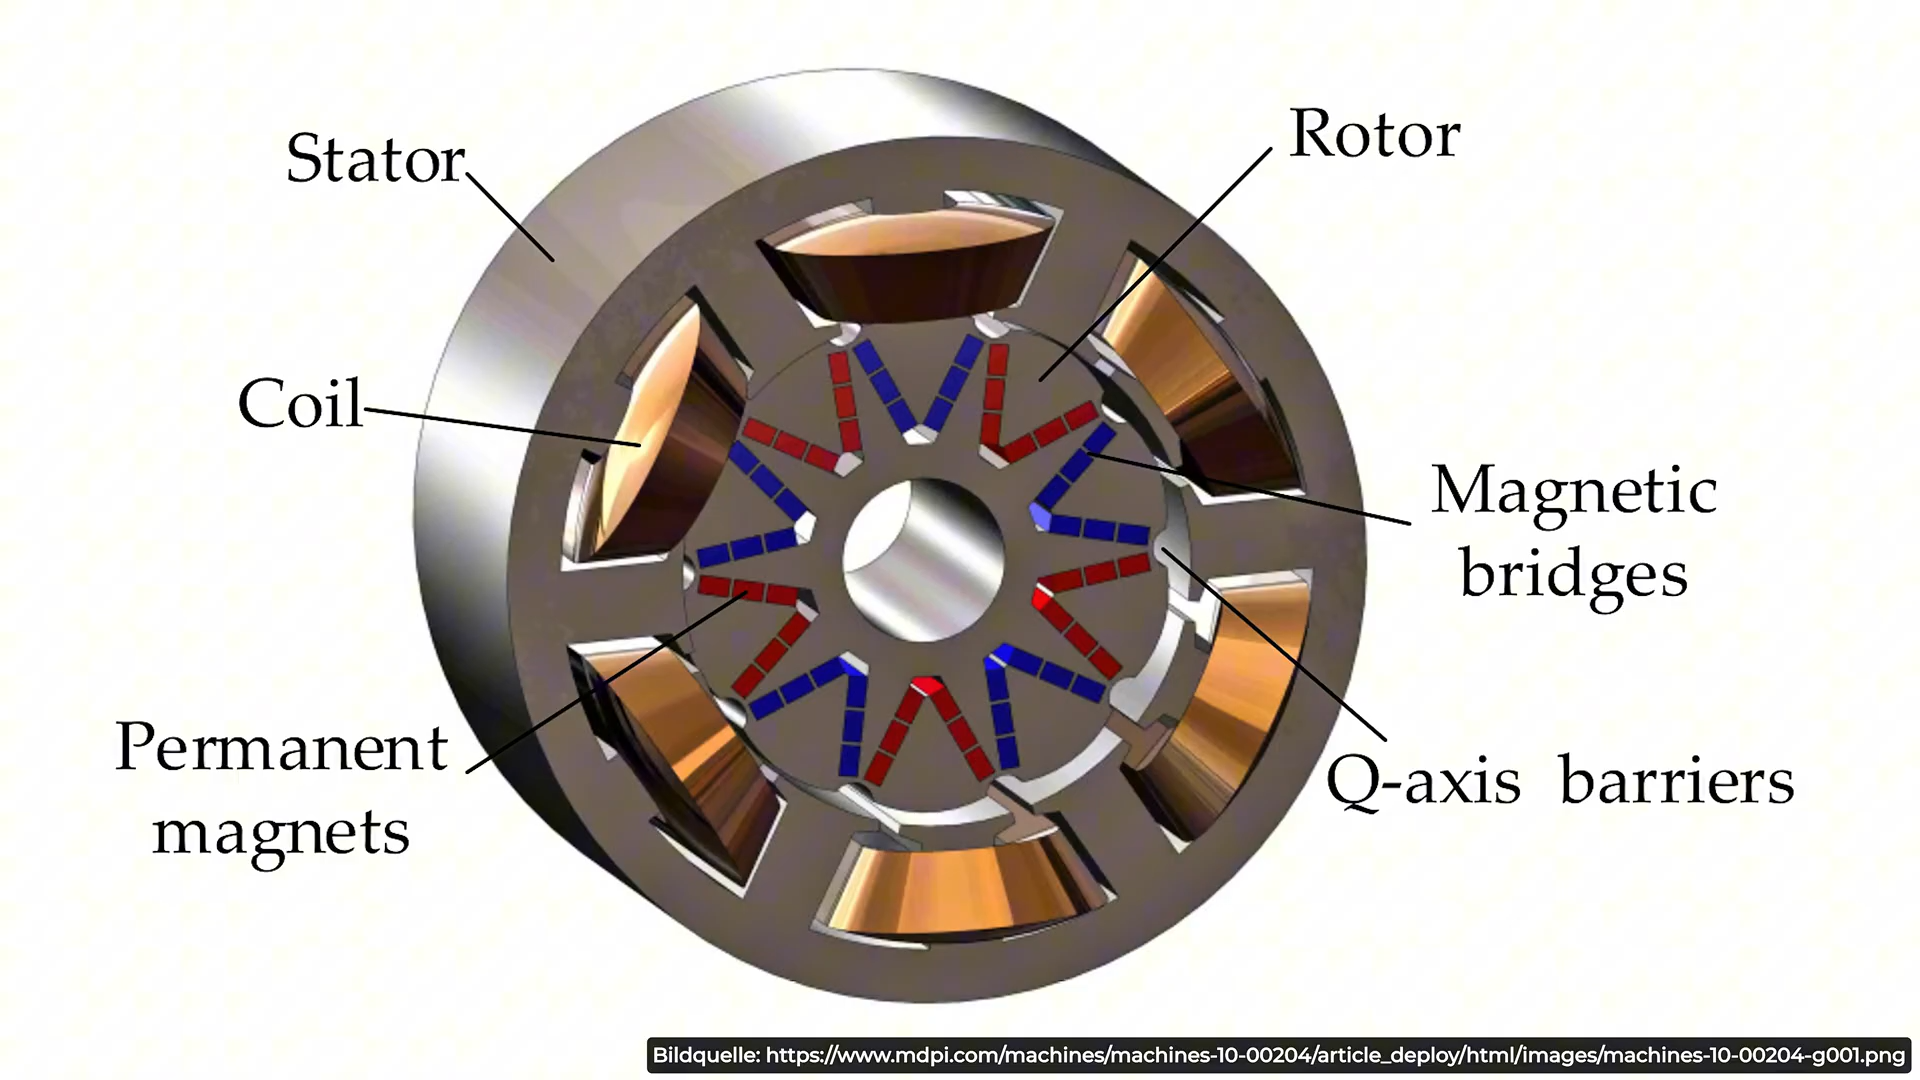 Stator
Rotor
Coil
Magnetic
bridges
Permanent
magnets
Q-axis barriers
Bildquelle: https://www.mdpi.com/machines/machines-10-00204/article_deploy/html/images/machines-10-00204-g001.png